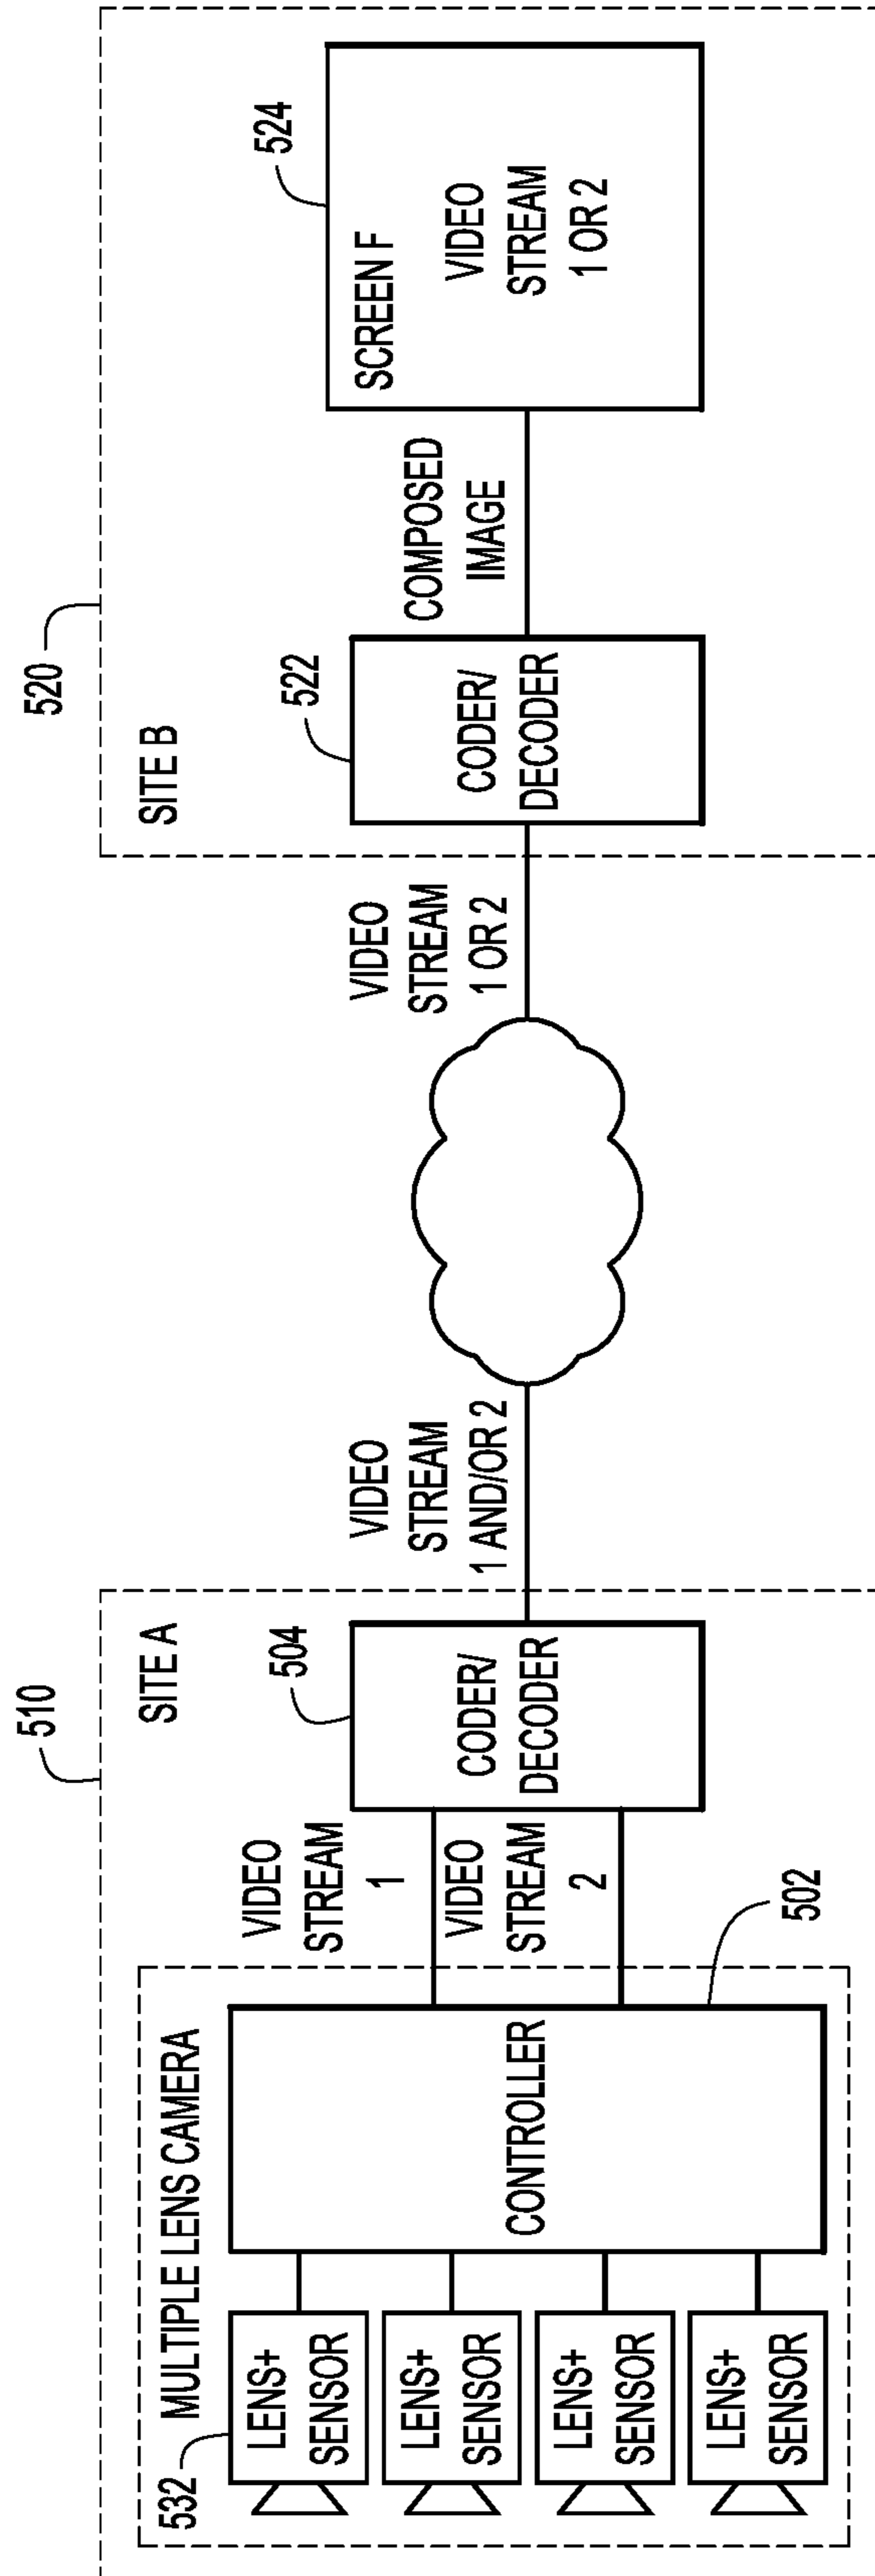 510
SITE A
MULTIPLE LENS CAMERA
532
LENS+
SENSOR
LENS+
SENSOR
LENS+
SENSOR
LENS+
SENSOR
CONTROLLER
502
VIDEO
STREAM
1
VIDEO
STREAM
2
504
CODER/
DECODER
VIDEO
STREAM
1 AND/OR 2
VIDEO
STREAM
1 OR 2
520
SITE B
522
CODER/
DECODER
COMPOSED
IMAGE
524
SCREEN F
VIDEO
STREAM
1 OR 2